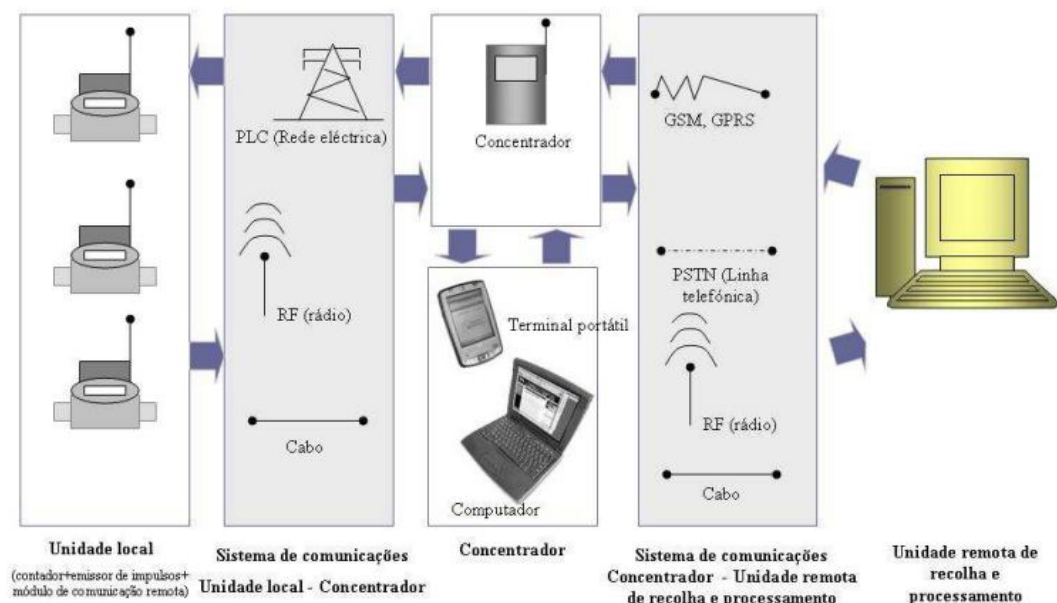 PLC (Rede eléctrica)
RF (rádio)
Cabo
Concentrador
Terminal portátil
Computador
GSM, GPRS
PSTN (Linha
telefónica)
RF (rádio)
Cabo
Unidade local
(contador+emissor de impulsos+
módulo de comunicação remota)
Sistema de comunicações
Unidade local - Concentrador
Concentrador
Sistema de comunicações
Concentrador - Unidade remota
de recolha e processamento
Unidade remota de
recolha e
processamento